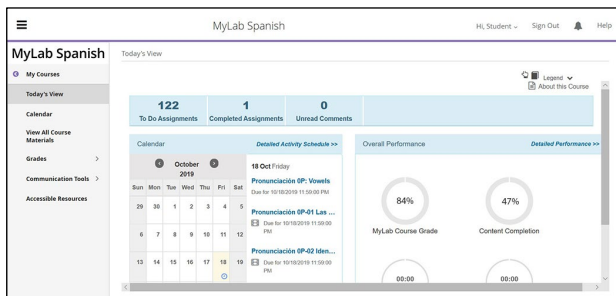 MyLab Spanish
Hi, Student
Sign Out
Help
MyLab Spanish
My Courses
Today's View
Calendar
View All Course
Materials
Grades
Communication Tools
Accessible Resources
Today's View
Legend
About this Course
122
To Do Assignments
1
Completed Assignments
0
Unread Comments
Calendar
Detailed Activity Schedule >>
October
2019
Sun Mon Tue Wed Thu Fri Sat
29 30 1 2 3 4 5
6 7 8 9 10 11 12
13 14 15 16 17 18 19
18 Oct Friday
Pronunciación 0P: Vowels
Due for 10/18/2019 11:59:00 PM
Pronunciación 0P-01 Las ...
Due for 10/18/2019 11:59:00
PM
Pronunciación 0P-02 Iden...
Due for 10/18/2019 11:59:00
PM
Overall Performance
Detailed Performance >>
84%
MyLab Course Grade
47%
Content Completion
00:00
00:00